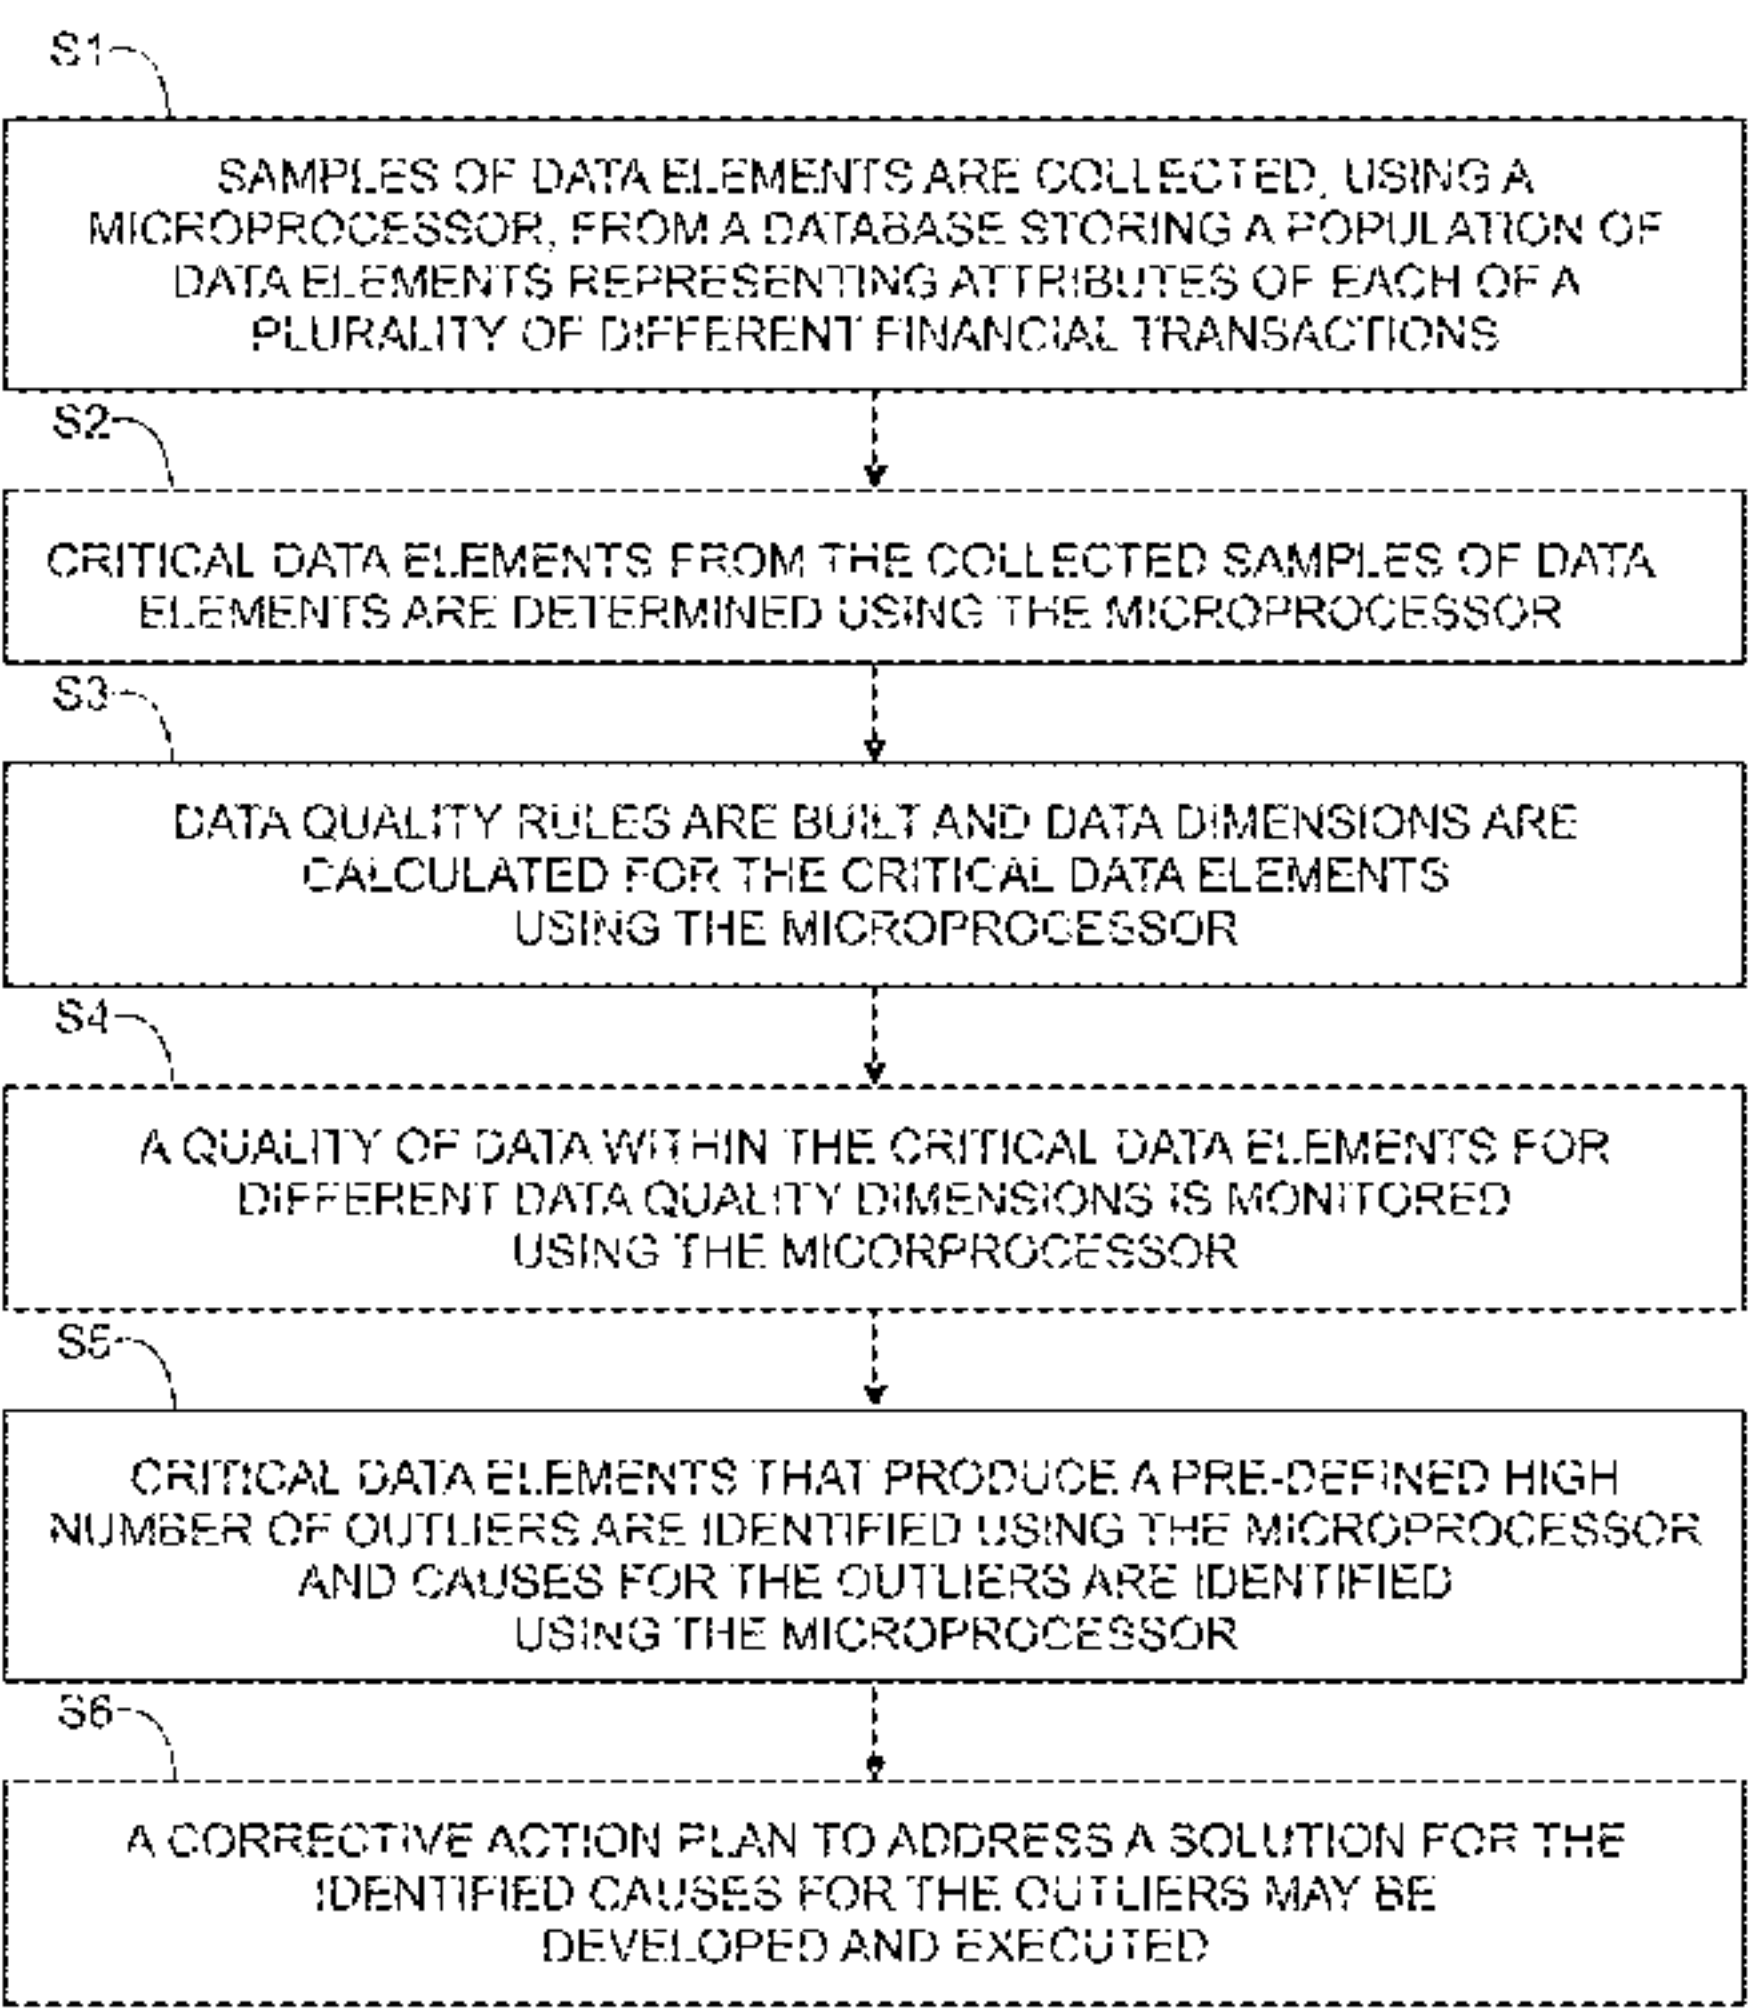 S1
SAMPLES OF DATA ELEMENTS ARE COLLECTED, USING A
MICROPROCESSOR, FROM A DATABASE STORING A POPULATION OF
DATA ELEMENTS REPRESENTING ATTRIBUTES OF EACH OF A
PLURALITY OF DIFFERENT FINANCIAL TRANSACTIONS
S2
CRITICAL DATA ELEMENTS FROM THE COLLECTED SAMPLES OF DATA
ELEMENTS ARE DETERMINED USING THE MICROPROCESSOR
S3
DATA QUALITY RULES ARE BUILT AND DATA DIMENSIONS ARE
CALCULATED FOR THE CRITICAL DATA ELEMENTS
USING THE MICROPROCESSOR
S4
A QUALITY OF DATA WITHIN THE CRITICAL DATA ELEMENTS FOR
DIFFERENT DATA QUALITY DIMENSIONS IS MONITORED
USING THE MICORPROCESSOR
S5
CRITICAL DATA ELEMENTS THAT PRODUCE A PRE-DEFINED HIGH
NUMBER OF OUTLIERS ARE IDENTIFIED USING THE MICROPROCESSOR
AND CAUSES FOR THE OUTLIERS ARE IDENTIFIED
USING THE MICROPROCESSOR
S6
A CORRECTIVE ACTION PLAN TO ADDRESS A SOLUTION FOR THE
IDENTIFIED CAUSES FOR THE OUTLIERS MAY BE
DEVELOPED AND EXECUTED